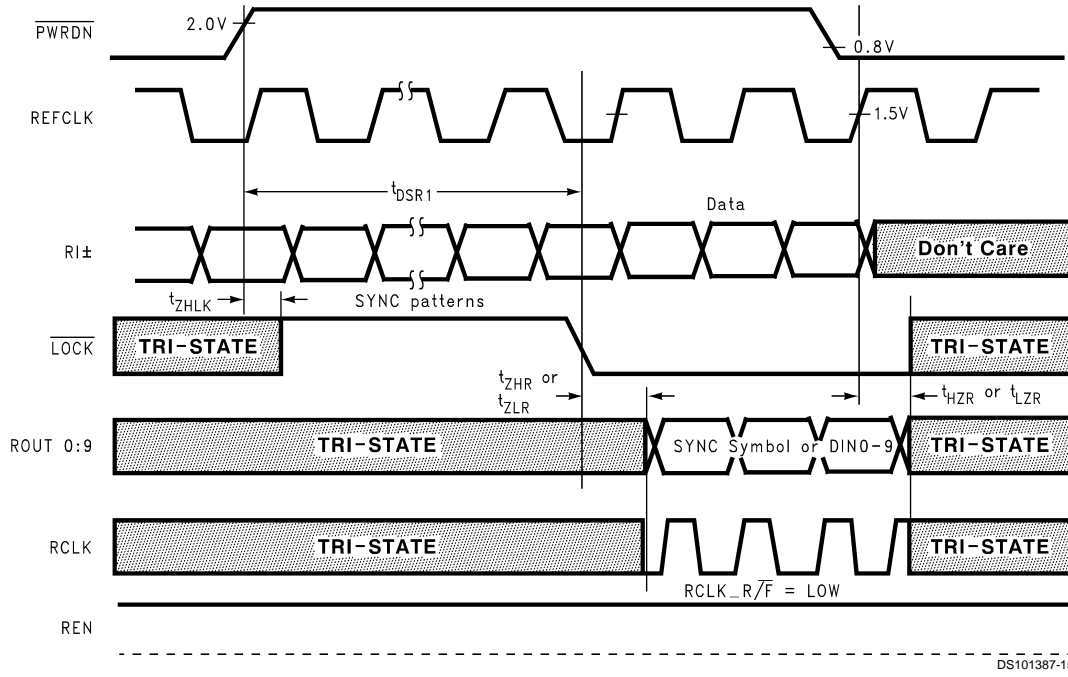 PWRDN
2.0V
0.8V
REFCLK
1.5V
tDSR1
Data
RI±
Don't Care
tZHLK
SYNC patterns
LOCK
TRI-STATE
TRI-STATE
tZHR or
tZLR
tHZR or tLZR
ROUT 0:9
TRI-STATE
SYNC Symbol or DIN0-9
TRI-STATE
RCLK
TRI-STATE
TRI-STATE
RCLK_R/F = LOW
REN